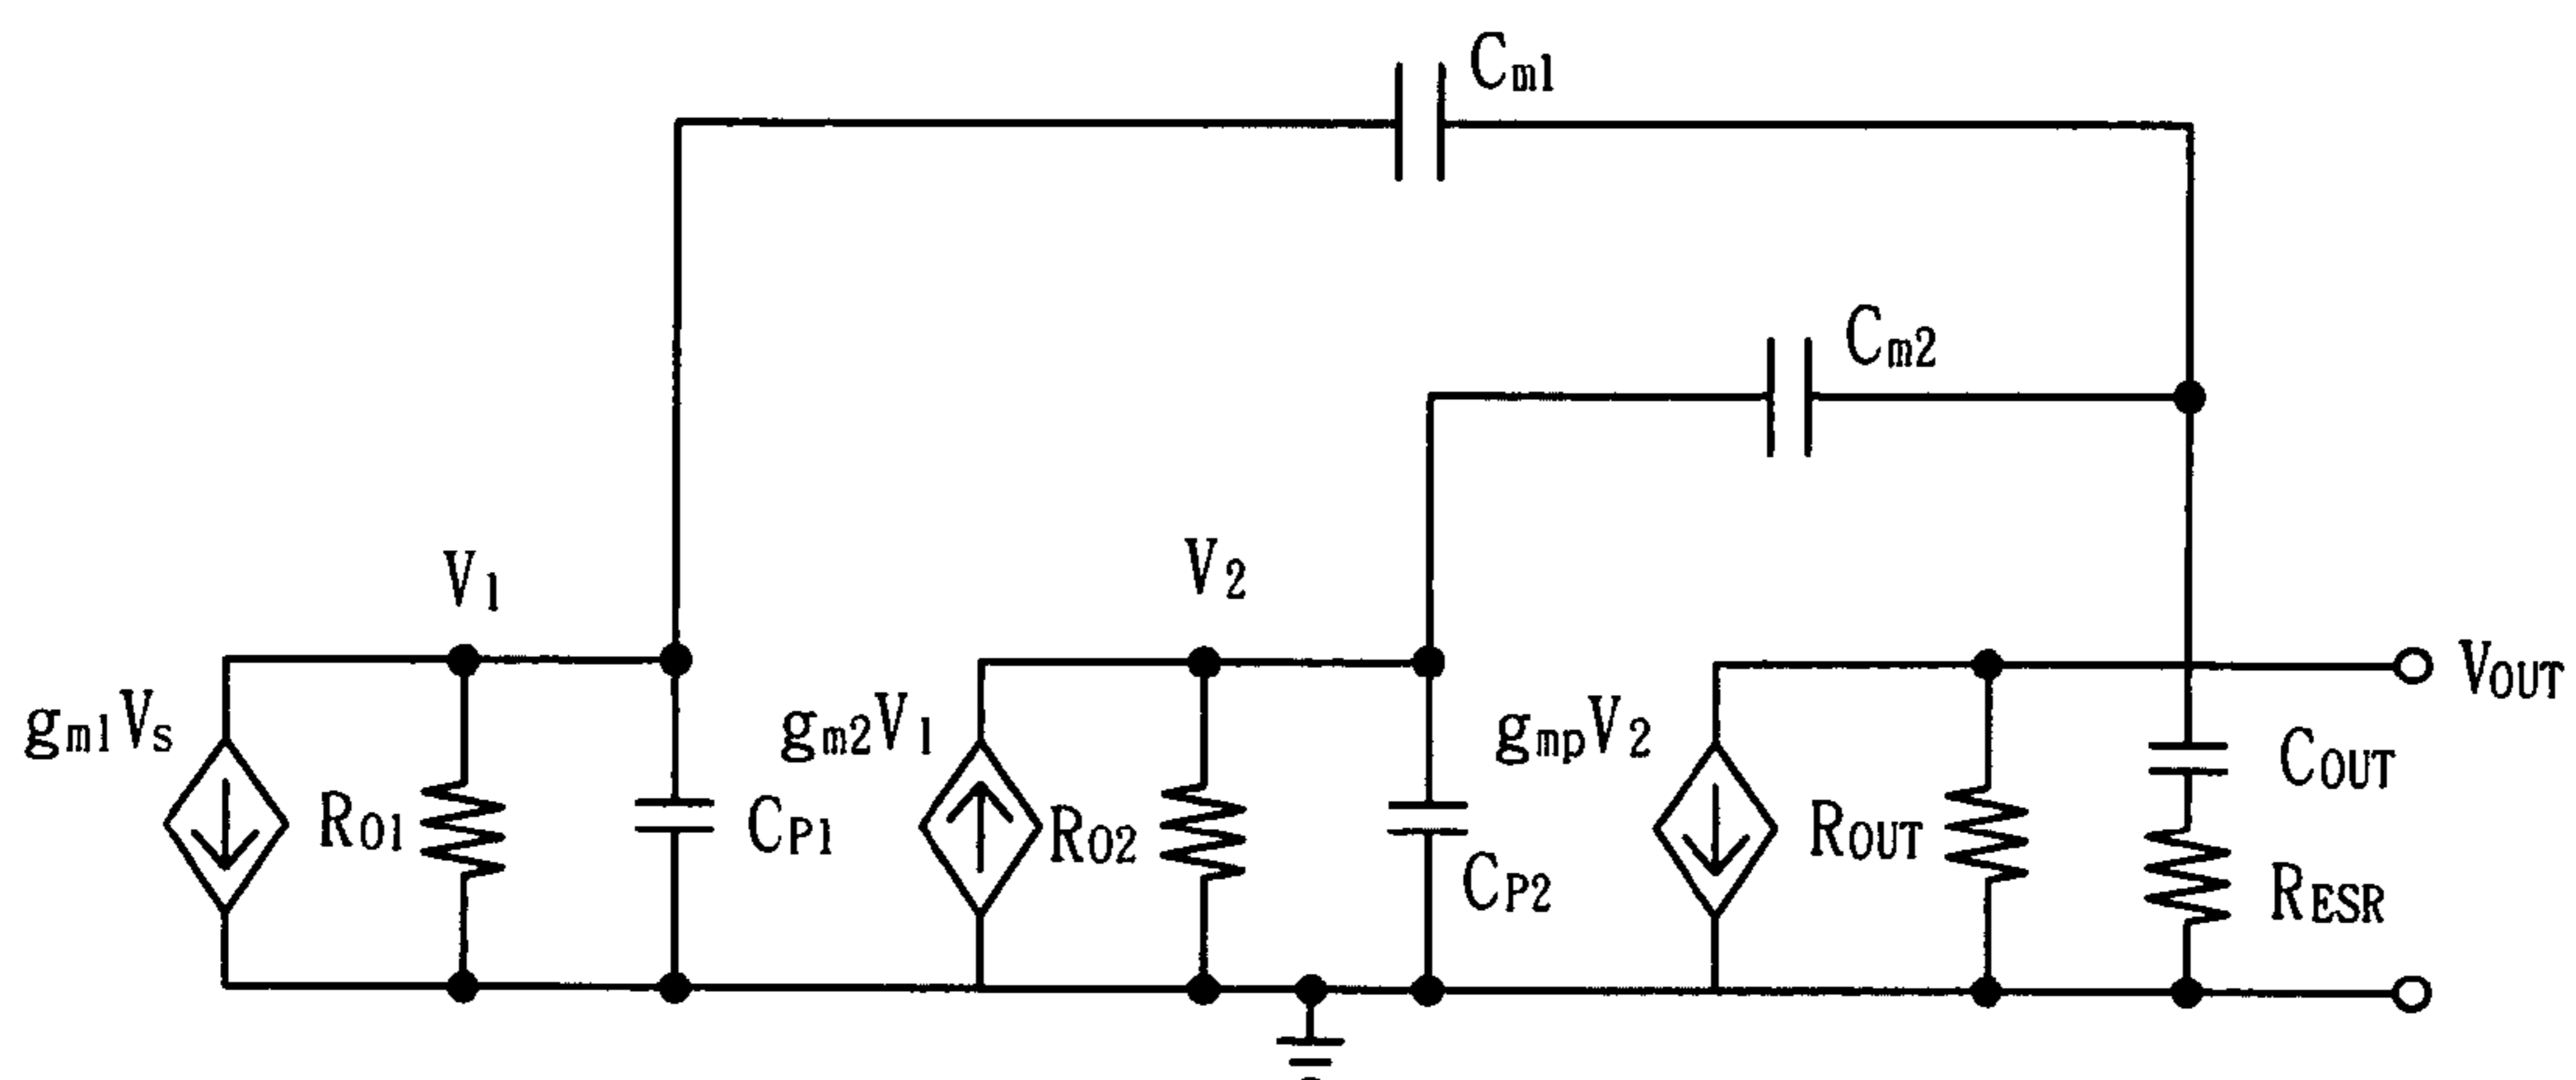 Cm1
Cm2
V1
V2
gm1Vs
RO1
CP1
gm2V1
RO2
CP2
gmpV2
ROUT
VOUT
COUT
RESR